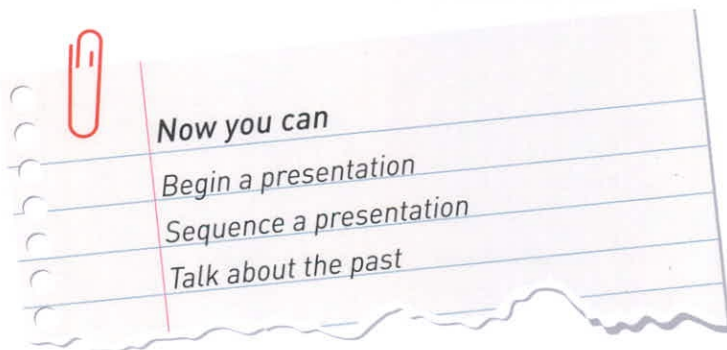 Now you can
Begin a presentation
Sequence a presentation
Talk about the past